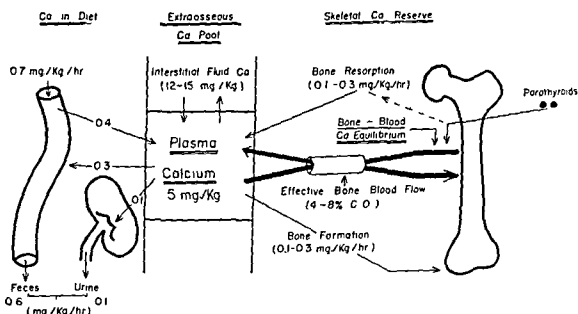 Ca in Diet
0.7 mg/Kg/hr
0.4
0.3
0.1
Feces
Urine
0.6
0.1
(mg/Kg/hr)
Extraosseous
Ca Pool
Interstitial Fluid Ca
(12-15 mg/Kg)
Plasma
Calcium
5 mg/Kg
Skeletal Ca Reserve
Bone Resorption
(0.1-0.3 mg/Kg/hr)
Parathyroids
Bone ~ Blood
Ca Equilibrium
Effective Bone Blood Flow
(4-8% C O)
Bone Formation
(0.1-0.3 mg/Kg/hr)